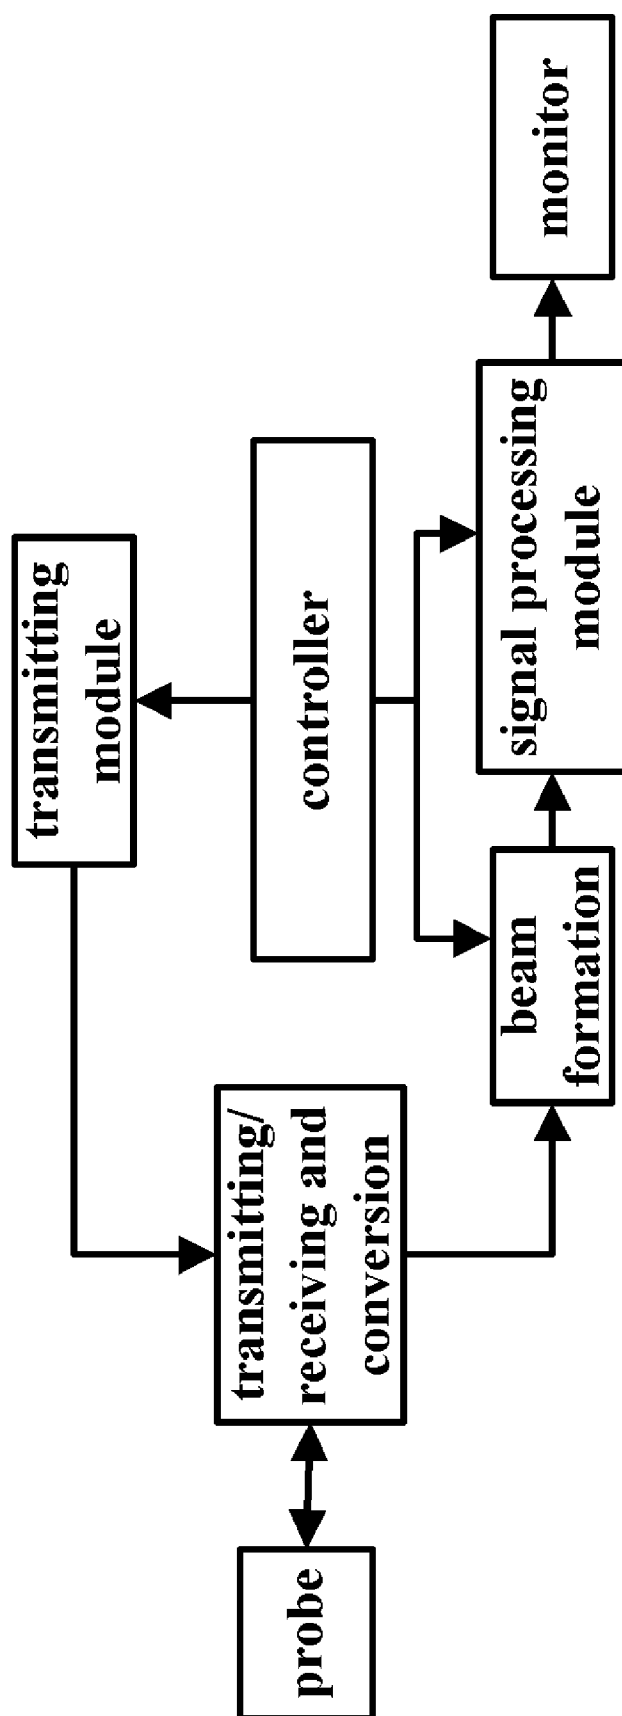 probe
transmitting/
receiving and
conversion
transmitting
module
controller
beam
formation
signal processing
module
monitor